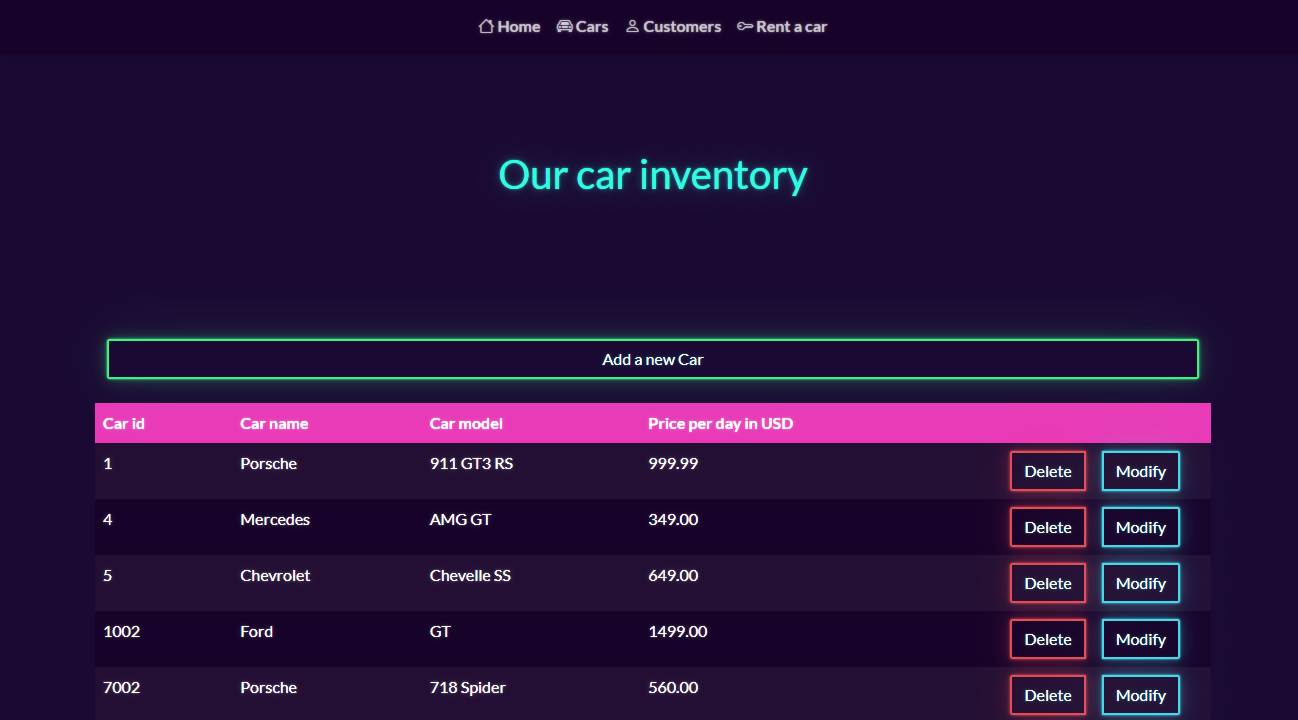 Home Cars Customers Rent a car
Our car inventory
Add a new Car
Car id Car name Car model Price per day in USD
1 Porsche 911 GT3 RS 999.99 Delete Modify
4 Mercedes AMG GT 349.00 Delete Modify
5 Chevrolet Chevelle SS 649.00 Delete Modify
1002 Ford GT 1499.00 Delete Modify
7002 Porsche 718 Spider 560.00 Delete Modify